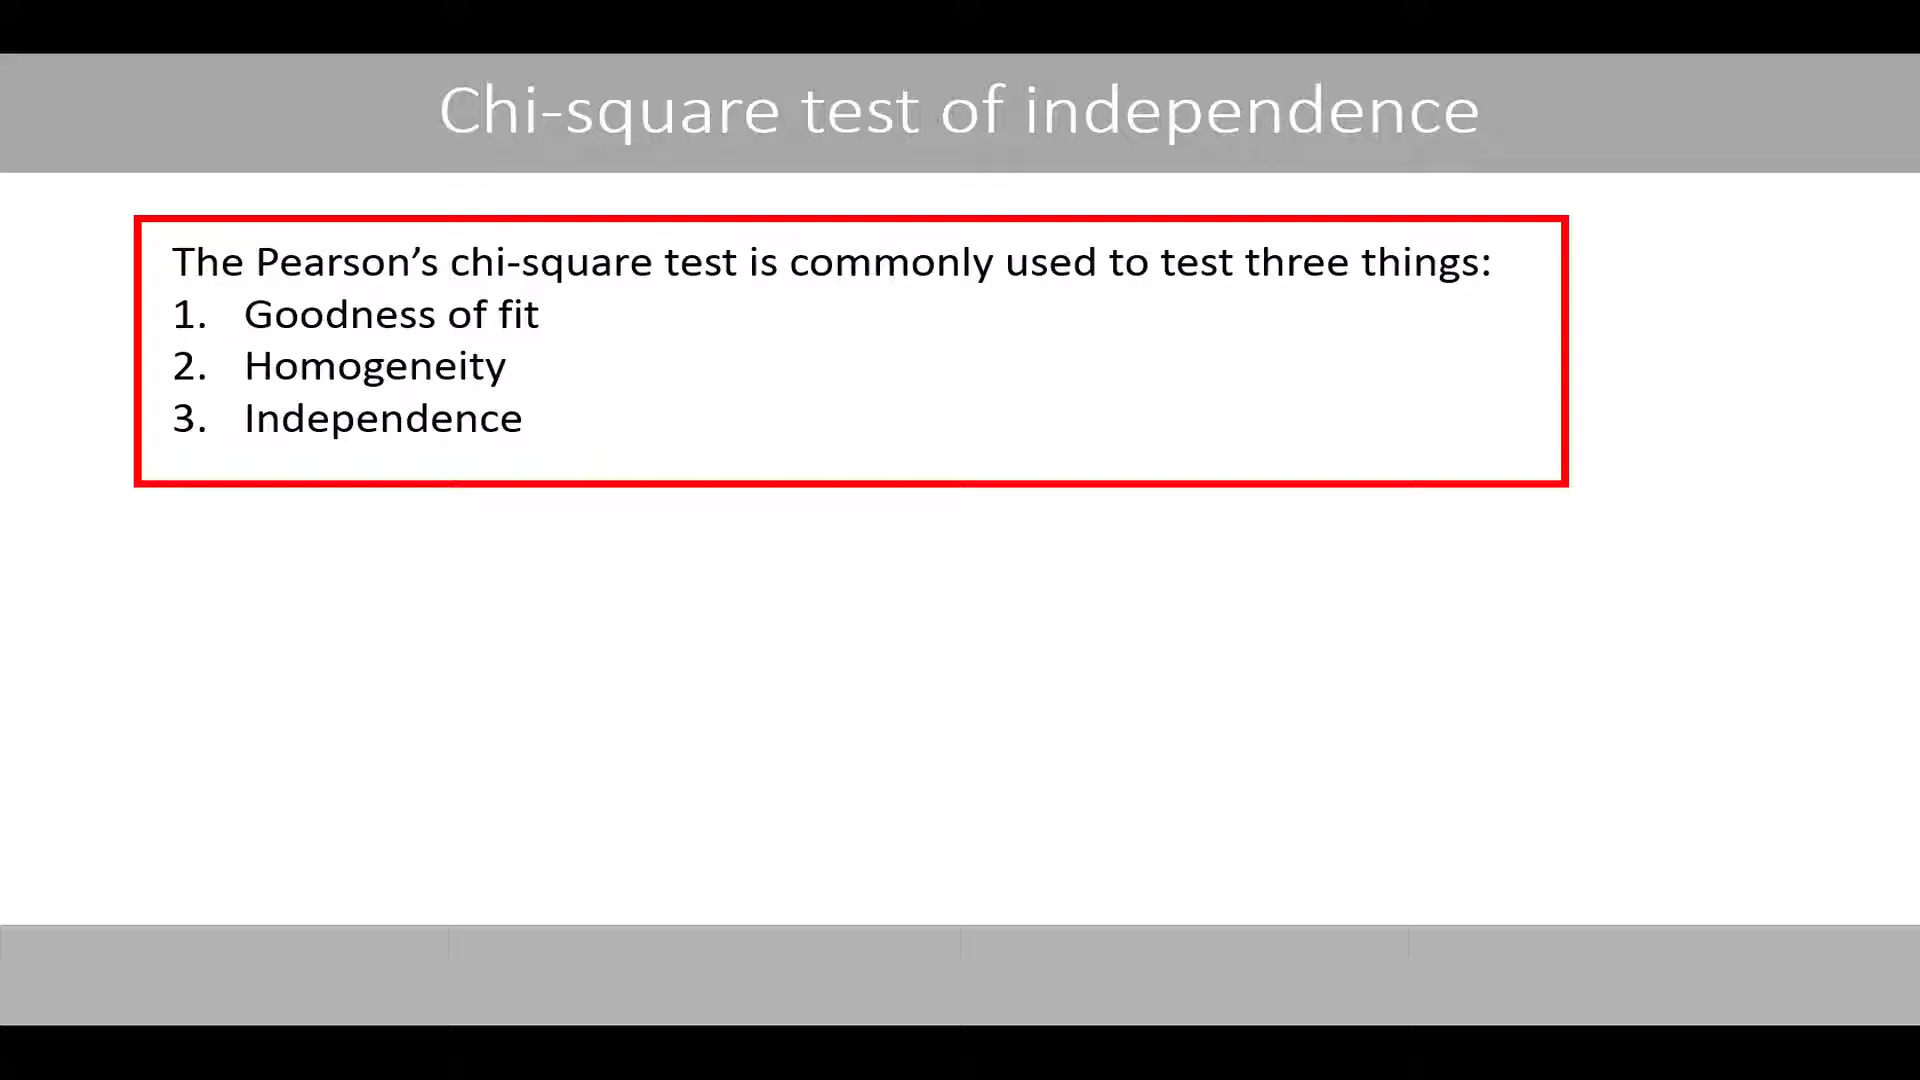 Chi-square test of independence
The Pearson’s chi-square test is commonly used to test three things:
1. Goodness of fit
2. Homogeneity
3. Independence